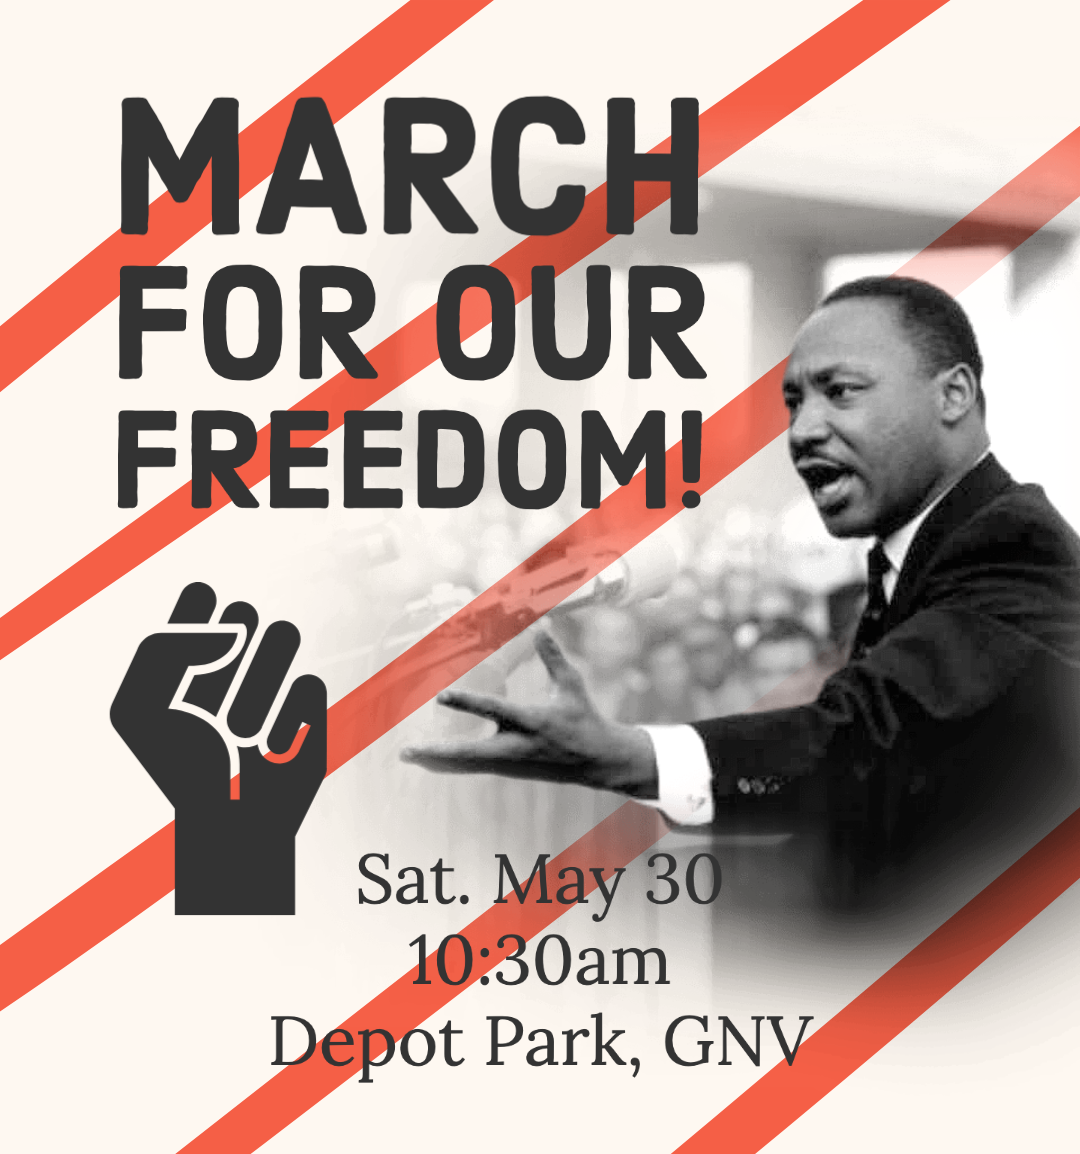 MARCH
FOR OUR
FREEDOM!
Sat. May 30
10:30am
Depot Park, GNV